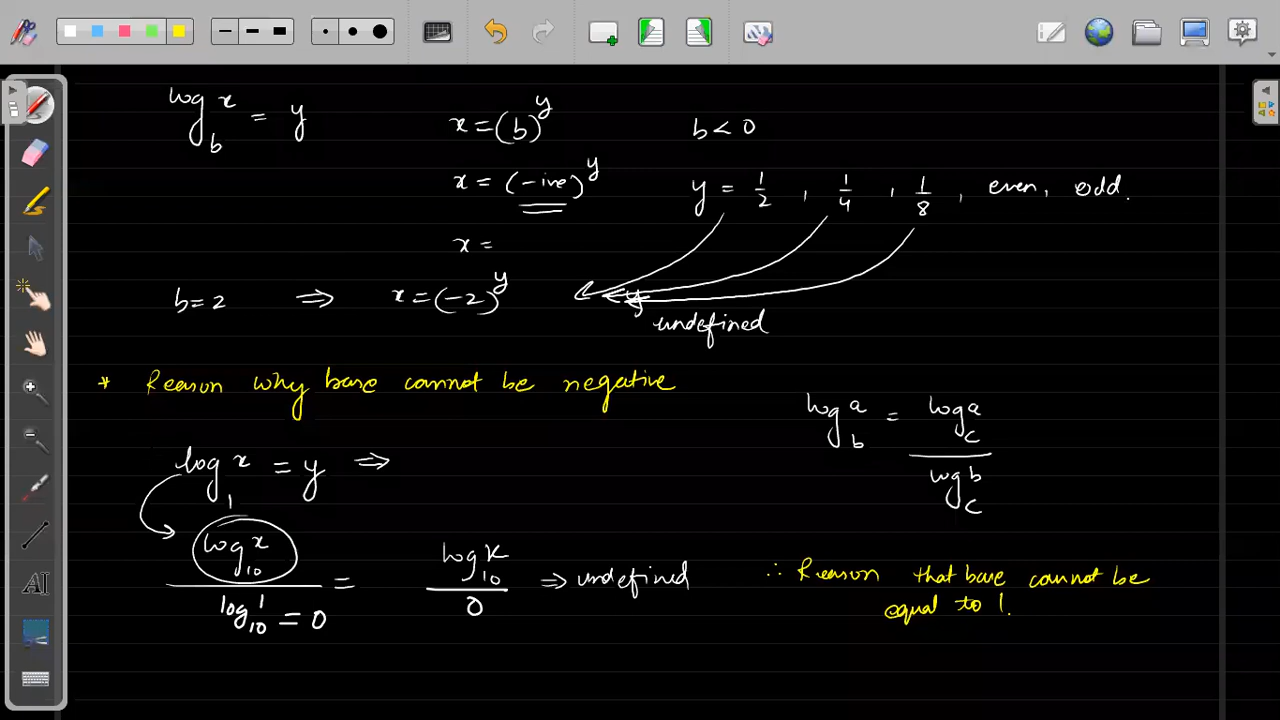 log_b x = y    x = (b)^y    b < 0
x = (-ive)^y    y = 1/2 , 1/4 , 1/8 , even, odd.
x =
b = 2 ⇒ x = (-2)^y    y
undefined
* Reason why base cannot be negative
log_b a = log_c a / log_c b
log_1 x = y ⇒
log_10 x / log_10 1 = 0 = log_10 x / 0 ⇒ undefined    ∴ Reason that base cannot be
equal to 1.